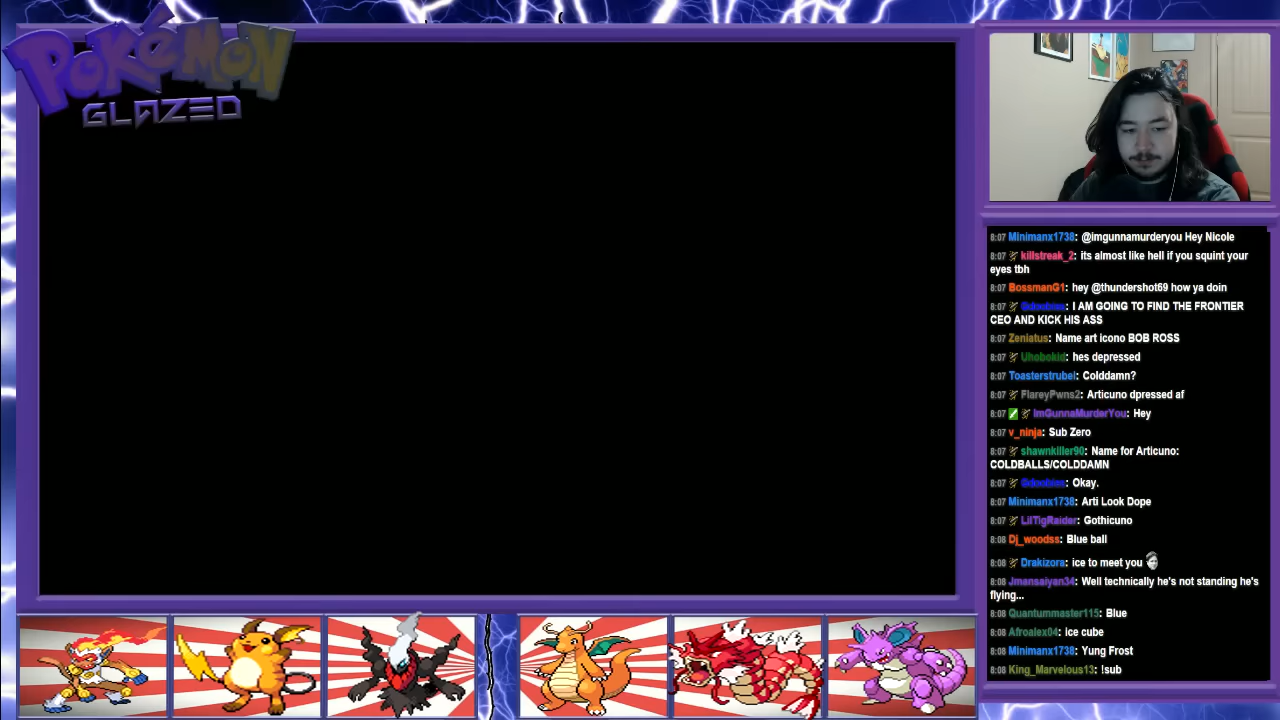 POKéMON
GLAZED
8:07 Minimanx1738: @imgunnamurderyou Hey Nicole
8:07 killstreak_2: its almost like hell if you squint your
eyes tbh
8:07 BossmanG1: hey @thundershot69 how ya doin
8:07 I AM GOING TO FIND THE FRONTIER
CEO AND KICK HIS ASS
8:07 Zeniatus: Name art icono BOB ROSS
8:07 Uhobokid: hes depressed
8:07 Toasterstrubel: Colddamn?
8:07 FlareyPwns2: Articuno dpressed af
8:07 ImGunnaMurderYou: Hey
8:07 v_ninja: Sub Zero
8:07 shawnkiller90: Name for Articuno:
COLDBALLS/COLDDAMN
8:07 Okay.
8:07 Minimanx1738: Arti Look Dope
8:07 LilTigRaider: Gothicuno
8:08 Dj_woodss: Blue ball
8:08 Drakizora: ice to meet you
8:08 Jmansaiyan34: Well technically he's not standing he's
flying...
8:08 Quantummaster115: Blue
8:08 Afroalex04: Ice cube
8:08 Minimanx1738: Yung Frost
8:08 King_Marvelous13: !sub